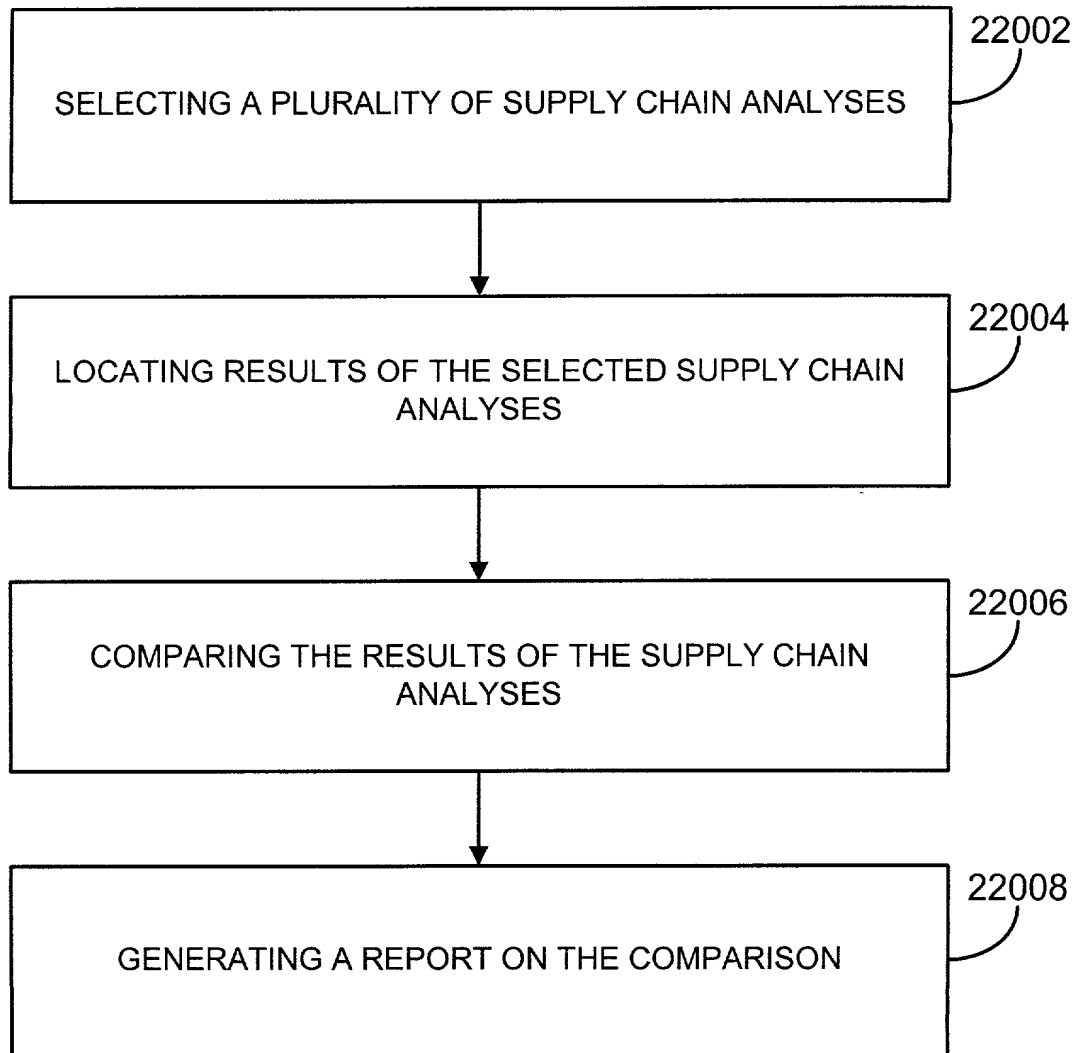 22002
SELECTING A PLURALITY OF SUPPLY CHAIN ANALYSES
22004
LOCATING RESULTS OF THE SELECTED SUPPLY CHAIN
ANALYSES
22006
COMPARING THE RESULTS OF THE SUPPLY CHAIN
ANALYSES
22008
GENERATING A REPORT ON THE COMPARISON